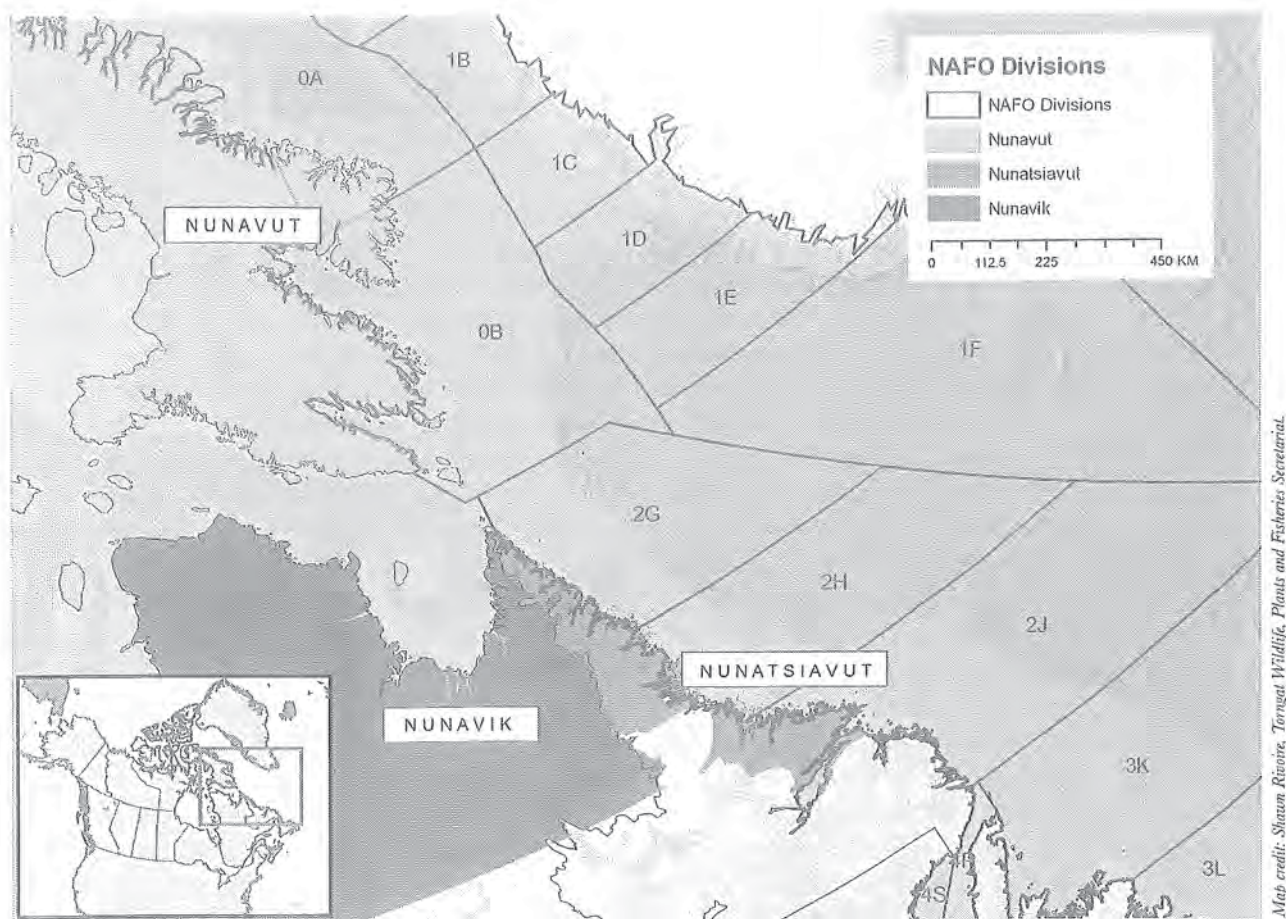 0A
1B
NAFO Divisions
NAFO Divisions
Nunavut
Nunatsiavut
Nunavik
0 112.5 225 450 KM
1C
NUNAVUT
1D
1E
0B
1F
2G
2H
2J
NUNATSIAVUT
NUNAVIK
3K
3L
4R
4S
Map credit: Shawn Rivoire, Torngat Wildlife, Plants and Fisheries Secretariat.